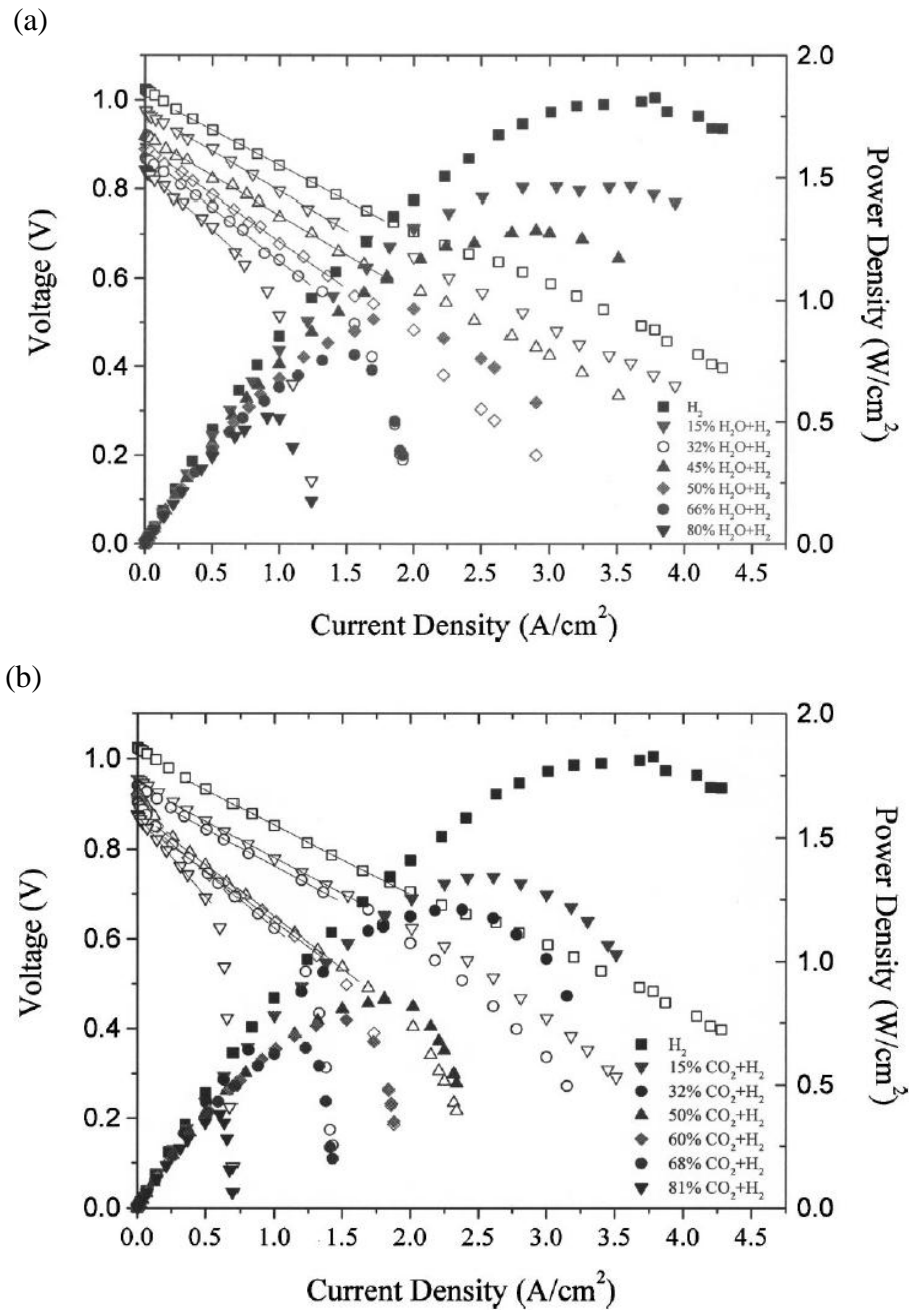 (a)
2.0
1.5
1.0
0.5
0.0
Power Density (W/cm2)
1.0
0.8
0.6
0.4
0.2
0.0
Voltage (V)
H2
15% H2O+H2
32% H2O+H2
45% H2O+H2
50% H2O+H2
66% H2O+H2
80% H2O+H2
0.0 0.5 1.0 1.5 2.0 2.5 3.0 3.5 4.0 4.5
Current Density (A/cm2)
(b)
2.0
1.5
1.0
0.5
0.0
Power Density (W/cm2)
1.0
0.8
0.6
0.4
0.2
0.0
Voltage (V)
H2
15% CO2+H2
32% CO2+H2
50% CO2+H2
60% CO2+H2
68% CO2+H2
81% CO2+H2
0.0 0.5 1.0 1.5 2.0 2.5 3.0 3.5 4.0 4.5
Current Density (A/cm2)